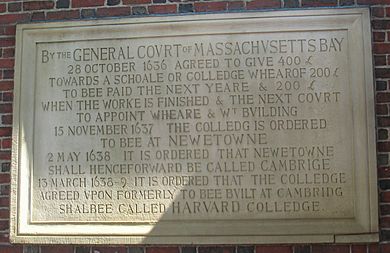 BY THE GENERAL COVRT OF MASSACHVSETTS BAY
28 OCTOBER 1636 AGREED TO GIVE 400 £
TOWARDS A SCHOALE OR COLLEDGE WHEAROF 200 £
TO BEE PAID THE NEXT YEARE & 200 £
WHEN THE WORKE IS FINISHED & THE NEXT COVRT
TO APPOINT WHEARE & WT BVILDING
15 NOVEMBER 1637 THE COLLEDG IS ORDERED
TO BEE AT NEWETOWNE
2 MAY 1638 IT IS ORDERED THAT NEWETOWNE
SHALL HENCEFORWARD BE CALLED CAMBRIGE
13 MARCH 1638-9 IT IS ORDERED THAT THE COLLEDGE
AGREED VPON FORMERLY TO BEE BVILT AT CAMBRIDG
SHALBEE CALLED HARVARD COLLEDGE.